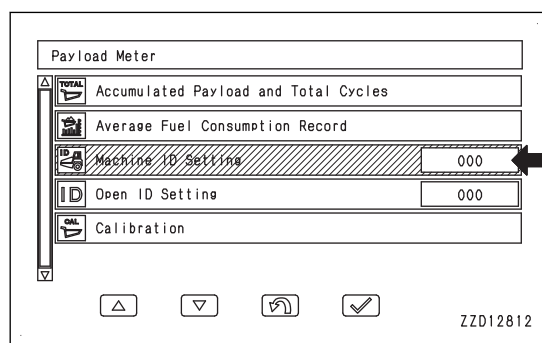 Payload Meter
TOTAL Accumulated Payload and Total Cycles
Average Fuel Consumption Record
ID Machine ID Setting 000
ID Open ID Setting 000
CAL Calibration
ZZD12812